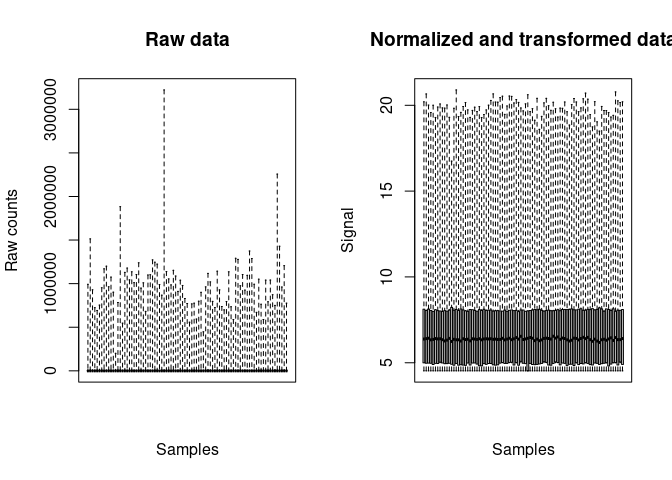 Raw data
Raw counts
3000000
2000000
1000000
0
Samples
Normalized and transformed data
Signal
20
15
10
5
Samples